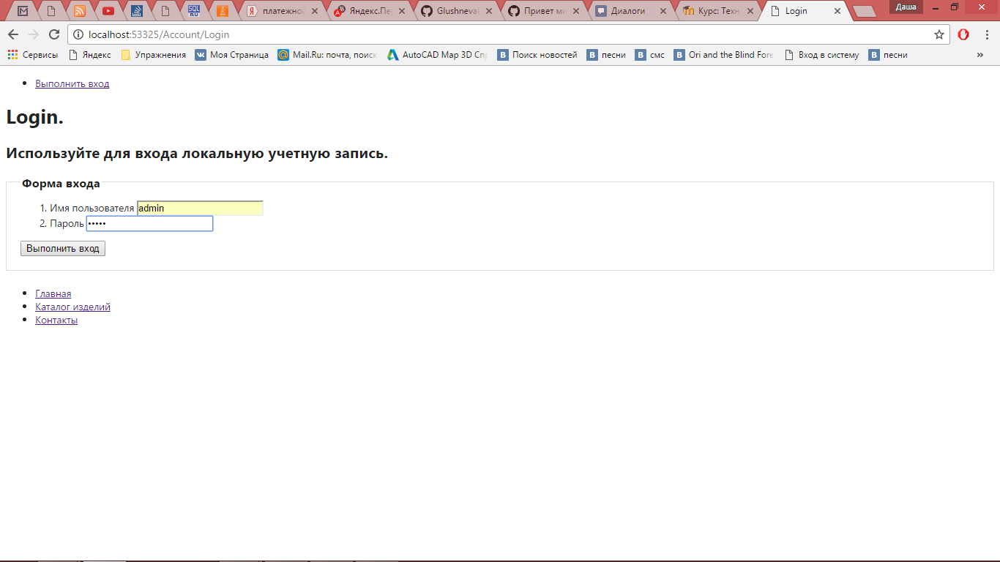 платежной
Яндекс.Пе
Glushneva
Привет ми
Диалоги
Курс: Техн
Login
Даша
localhost:53325/Account/Login
Сервисы
Яндекс
Упражнения
Моя Страница
Mail.Ru: почта, поиск
AutoCAD Map 3D Спр
Поиск новостей
песни
смс
Ori and the Blind Fore
Вход в систему
песни
»
• Выполнить вход
Login.
Используйте для входа локальную учетную запись.
Форма входа
1. Имя пользователя admin
2. Пароль •••••
Выполнить вход
• Главная
• Каталог изделий
• Контакты